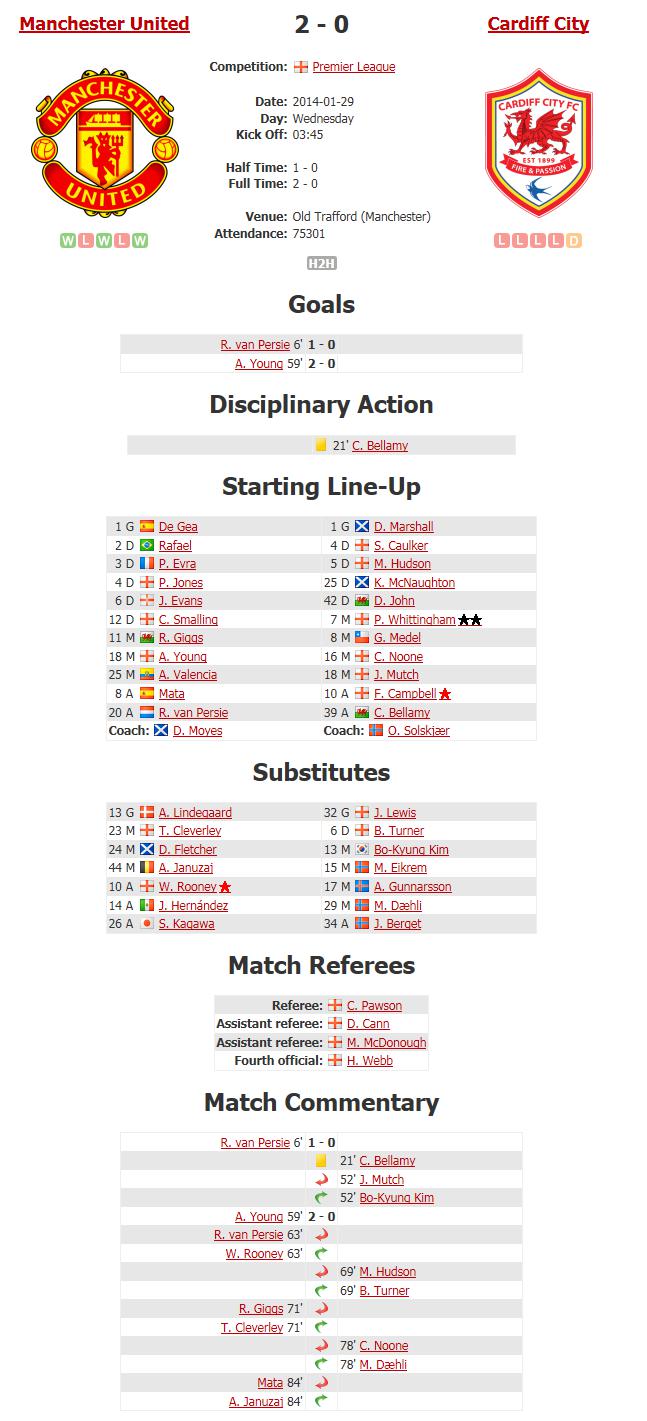 Manchester United 2 - 0 Cardiff City
Competition: Premier League
MANCHESTER
UNITED
CARDIFF CITY FC
EST 1899
FIRE & PASSION
Date: 2014-01-29
Day: Wednesday
Kick Off: 03:45
Half Time: 1 - 0
Full Time: 2 - 0
Venue: Old Trafford (Manchester)
Attendance: 75301
W L W L W
L L L L D
H2H
Goals
R. van Persie 6' 1 - 0
A. Young 59' 2 - 0
Disciplinary Action
21' C. Bellamy
Starting Line-Up
1 G De Gea 1 G D. Marshall
2 D Rafael 4 D S. Caulker
3 D P. Evra 5 D M. Hudson
4 D P. Jones 25 D K. McNaughton
6 D J. Evans 42 D D. John
12 D C. Smalling 7 M P. Whittingham
11 M R. Giggs 8 M G. Medel
18 M A. Young 16 M C. Noone
25 M A. Valencia 18 M J. Mutch
8 A Mata 10 A F. Campbell
20 A R. van Persie 39 A C. Bellamy
Coach: D. Moyes Coach: O. Solskjær
Substitutes
13 G A. Lindegaard 32 G J. Lewis
23 M T. Cleverley 6 D B. Turner
24 M D. Fletcher 13 M Bo-Kyung Kim
44 M A. Januzaj 15 M M. Eikrem
10 A W. Rooney 17 M A. Gunnarsson
14 A J. Hernández 29 M M. Dæhli
26 A S. Kagawa 34 A J. Berget
Match Referees
Referee: C. Pawson
Assistant referee: D. Cann
Assistant referee: M. McDonough
Fourth official: H. Webb
Match Commentary
R. van Persie 6' 1 - 0
21' C. Bellamy
52' J. Mutch
52' Bo-Kyung Kim
A. Young 59' 2 - 0
R. van Persie 63'
W. Rooney 63'
69' M. Hudson
69' B. Turner
R. Giggs 71'
T. Cleverley 71'
78' C. Noone
78' M. Dæhli
Mata 84'
A. Januzaj 84'